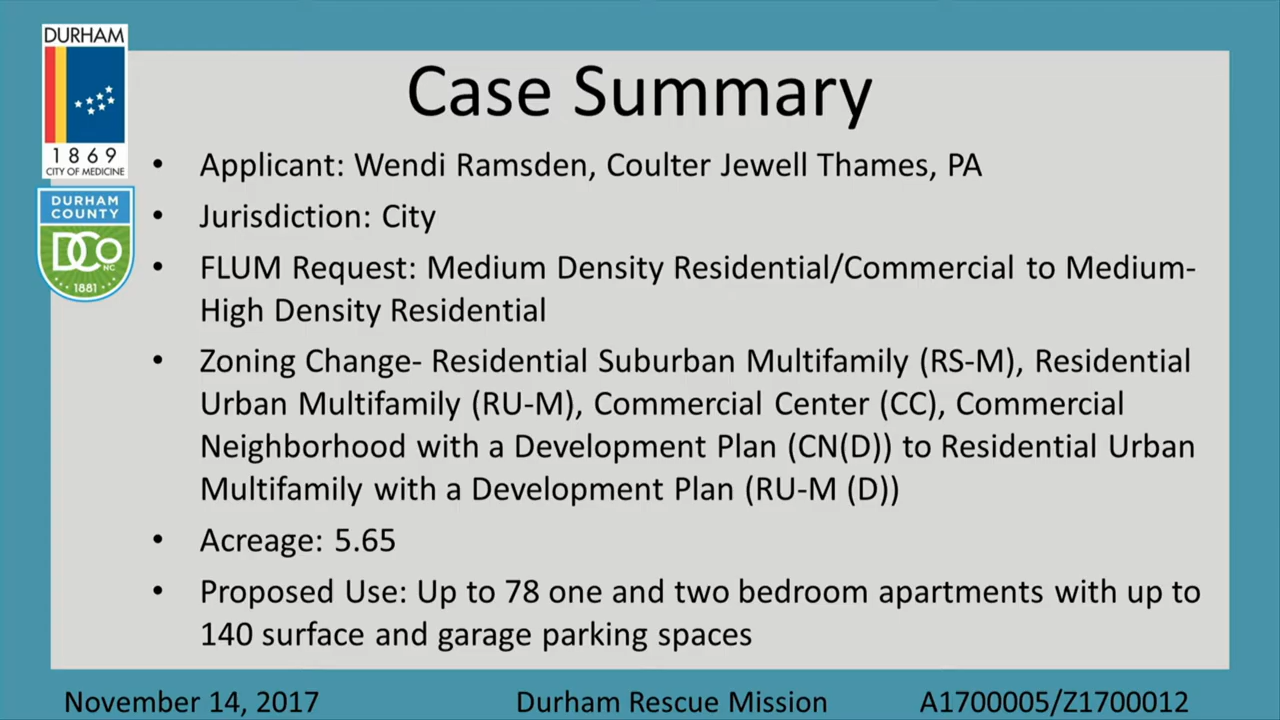 DURHAM
1869
CITY OF MEDICINE
DURHAM
COUNTY
DCo
NC
1881
Case Summary
• Applicant: Wendi Ramsden, Coulter Jewell Thames, PA
• Jurisdiction: City
• FLUM Request: Medium Density Residential/Commercial to Medium-
High Density Residential
• Zoning Change- Residential Suburban Multifamily (RS-M), Residential
Urban Multifamily (RU-M), Commercial Center (CC), Commercial
Neighborhood with a Development Plan (CN(D)) to Residential Urban
Multifamily with a Development Plan (RU-M (D))
• Acreage: 5.65
• Proposed Use: Up to 78 one and two bedroom apartments with up to
140 surface and garage parking spaces
November 14, 2017
Durham Rescue Mission
A1700005/Z1700012